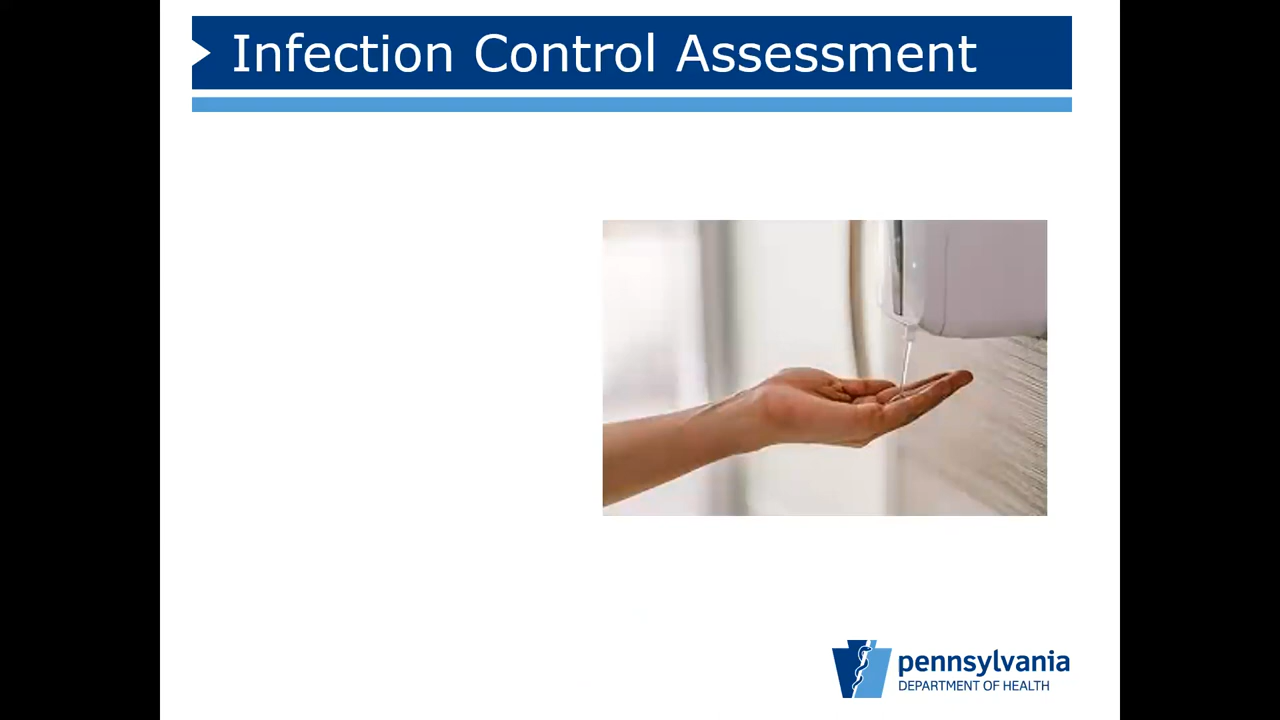 Infection Control Assessment
pennsylvania
DEPARTMENT OF HEALTH